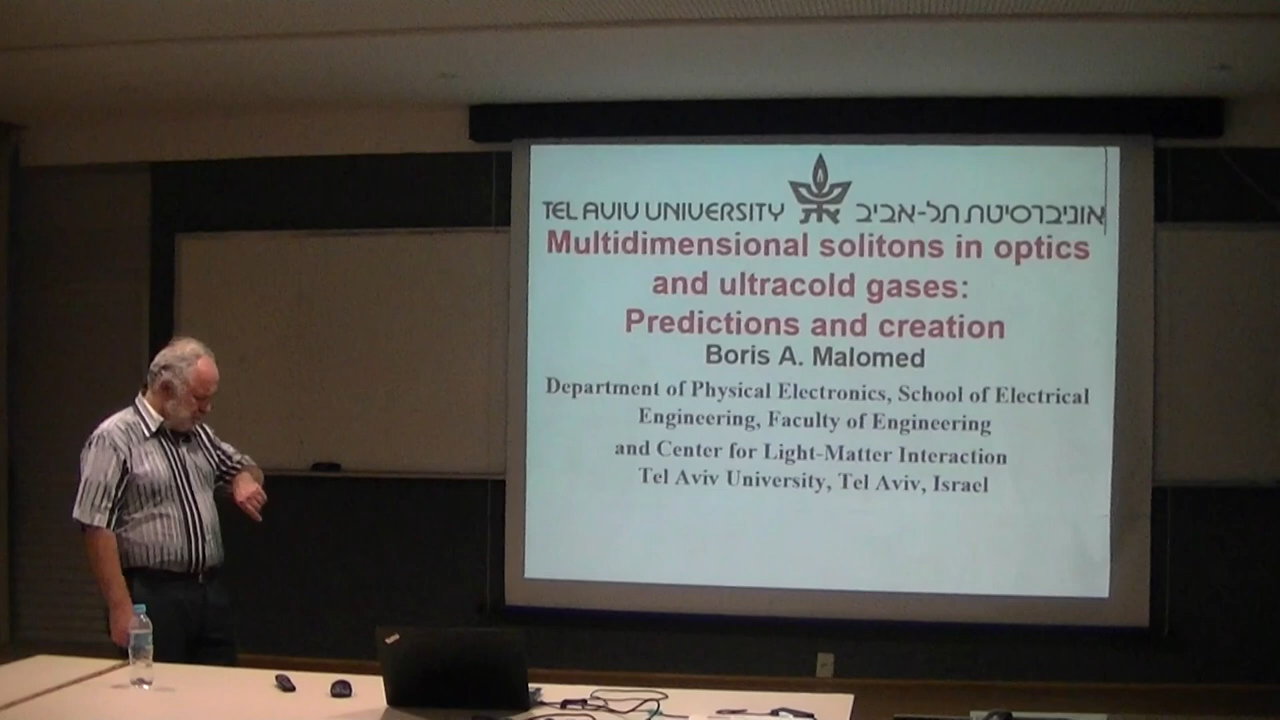 TEL AVIV UNIVERSITY אוניברסיטת תל-אביב
Multidimensional solitons in optics
and ultracold gases:
Predictions and creation
Boris A. Malomed
Department of Physical Electronics, School of Electrical
Engineering, Faculty of Engineering
and Center for Light-Matter Interaction
Tel Aviv University, Tel Aviv, Israel